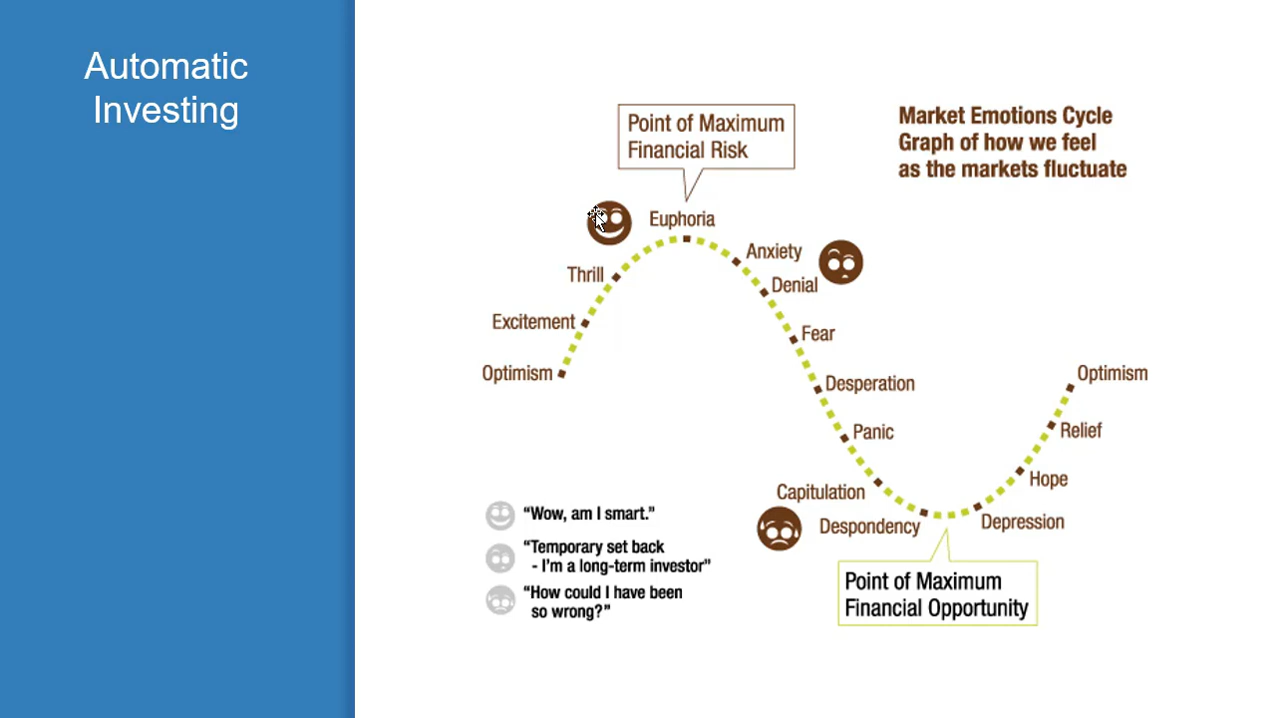 Automatic
Investing
Point of Maximum
Financial Risk
Market Emotions Cycle
Graph of how we feel
as the markets fluctuate
Euphoria
Anxiety
Thrill
Denial
Excitement
Fear
Optimism
Desperation
Optimism
Panic
Relief
Capitulation
Hope
Despondency
Depression
"Wow, am I smart."
"Temporary set back
- I'm a long-term investor"
"How could I have been
so wrong?"
Point of Maximum
Financial Opportunity